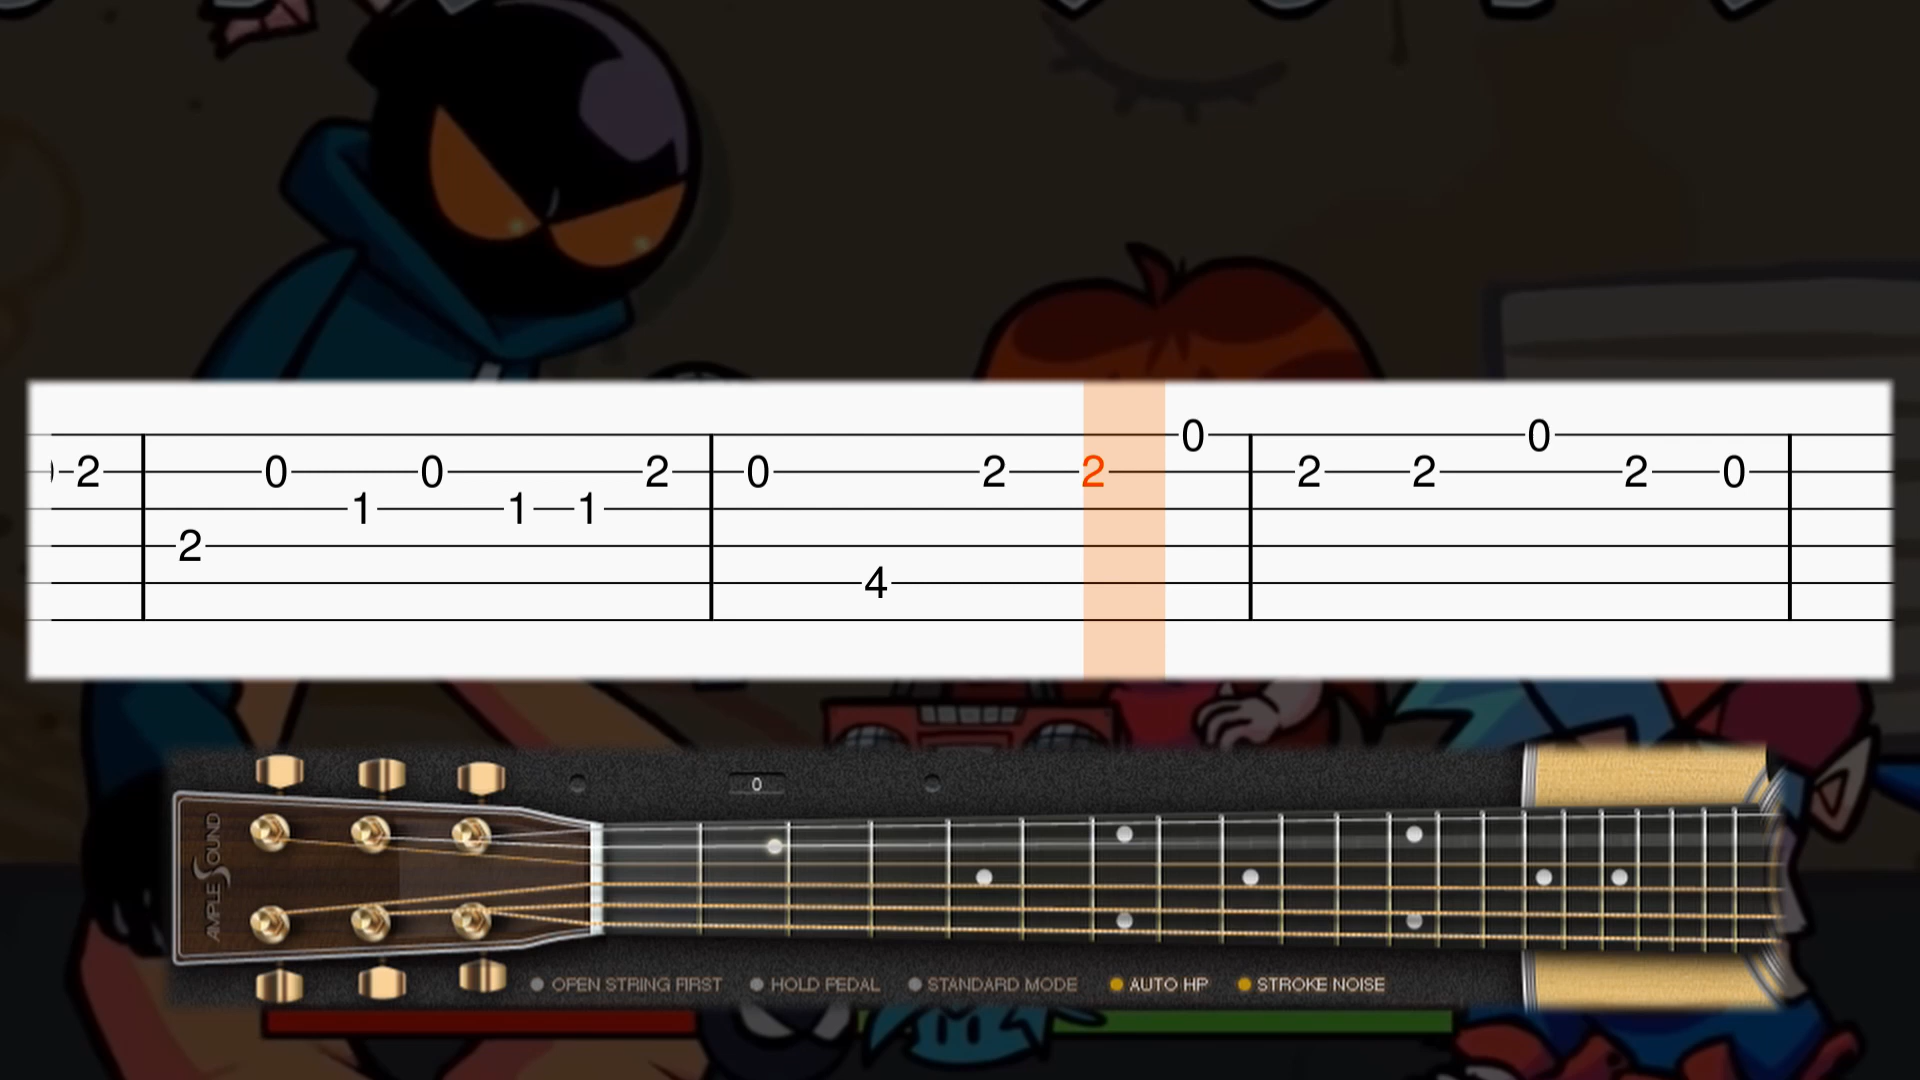 0 0
2 0 0 2 0 2 2 2 2 2 0
1 1 1
2
4
0
AMPLE SOUND
OPEN STRING FIRST HOLD PEDAL STANDARD MODE AUTO HP STROKE NOISE